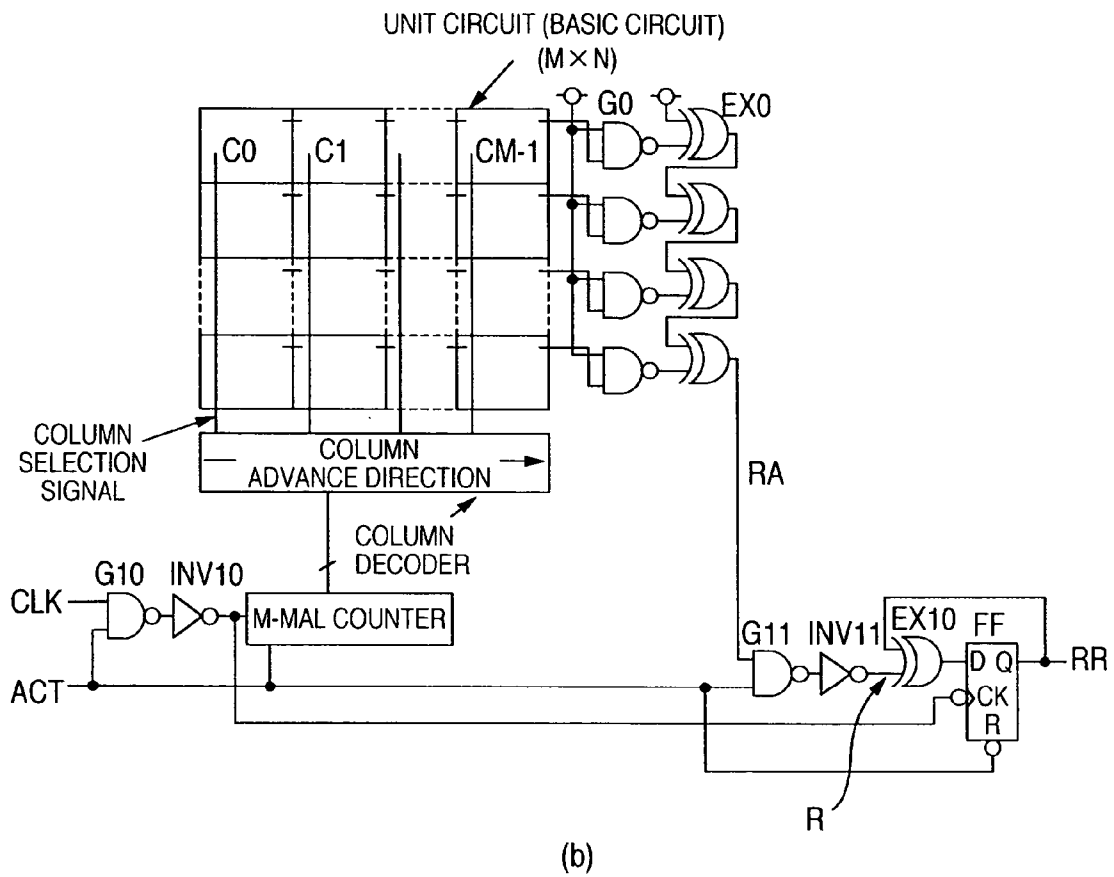 UNIT CIRCUIT (BASIC CIRCUIT)
(M×N)
G0
EX0
C0
C1
CM-1
COLUMN
SELECTION
SIGNAL
COLUMN
ADVANCE DIRECTION
COLUMN
DECODER
RA
G10
INV10
CLK
M-MAL COUNTER
ACT
G11
INV11
EX10
FF
D Q
CK
R
RR
R
(b)